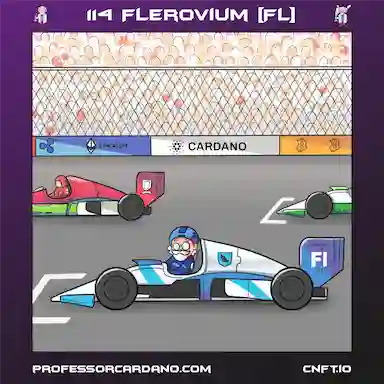 114 FLEROVIUM [FL]
ETHEREUM
CARDANO
Fl
PROFESSORCARDANO.COM
CNFT.IO